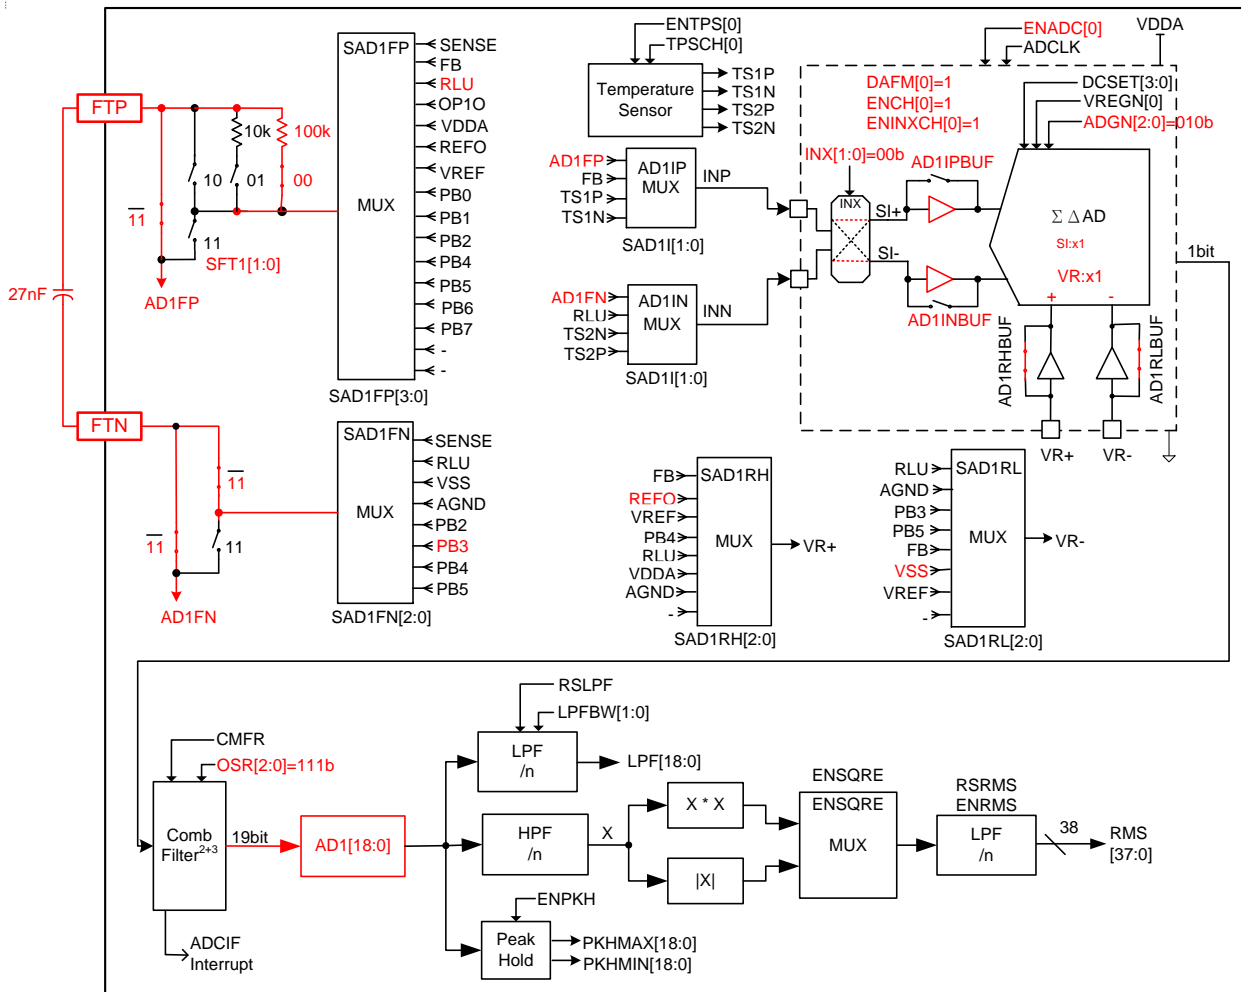 FTP
10k
100k
10
01
00
11
11
SFT1[1:0]
AD1FP
27nF
FTN
11
11
11
AD1FN
SAD1FP
MUX
SENSE
FB
RLU
OP1O
VDDA
REFO
VREF
PB0
PB1
PB2
PB4
PB5
PB6
PB7
-
-
SAD1FP[3:0]
SAD1FN
MUX
SENSE
RLU
VSS
AGND
PB2
PB3
PB4
PB5
SAD1FN[2:0]
ENTPS[0]
TPSCH[0]
Temperature
Sensor
TS1P
TS1N
TS2P
TS2N
AD1FP
FB
TS1P
TS1N
AD1IP
MUX
INP
SAD1I[1:0]
AD1FN
RLU
TS2N
TS2P
AD1IN
MUX
INN
SAD1I[1:0]
ENADC[0]
ADCLK
VDDA
DAFM[0]=1
ENCH[0]=1
ENINXCH[0]=1
DCSET[3:0]
VREGN[0]
ADGN[2:0]=010b
INX[1:0]=00b
INX
AD1IPBUF
SI+
SI-
AD1INBUF
Σ ΔAD
SI:x1
VR:x1
+
-
1bit
AD1RHBUF
AD1RLBUF
VR+
VR-
FB
REFO
VREF
PB4
RLU
VDDA
AGND
-
SAD1RH
MUX
VR+
SAD1RH[2:0]
RLU
AGND
PB3
PB5
FB
VSS
VREF
-
SAD1RL
MUX
VR-
SAD1RL[2:0]
CMFR
OSR[2:0]=111b
Comb
Filter2+3
19bit
AD1[18:0]
ADCIF
Interrupt
RSLPF
LPFBW[1:0]
LPF
/n
LPF[18:0]
HPF
/n
X
X * X
|X|
ENPKH
Peak
Hold
PKHMAX[18:0]
PKHMIN[18:0]
ENSQRE
ENSQRE
MUX
RSRMS
ENRMS
LPF
/n
38
RMS
[37:0]